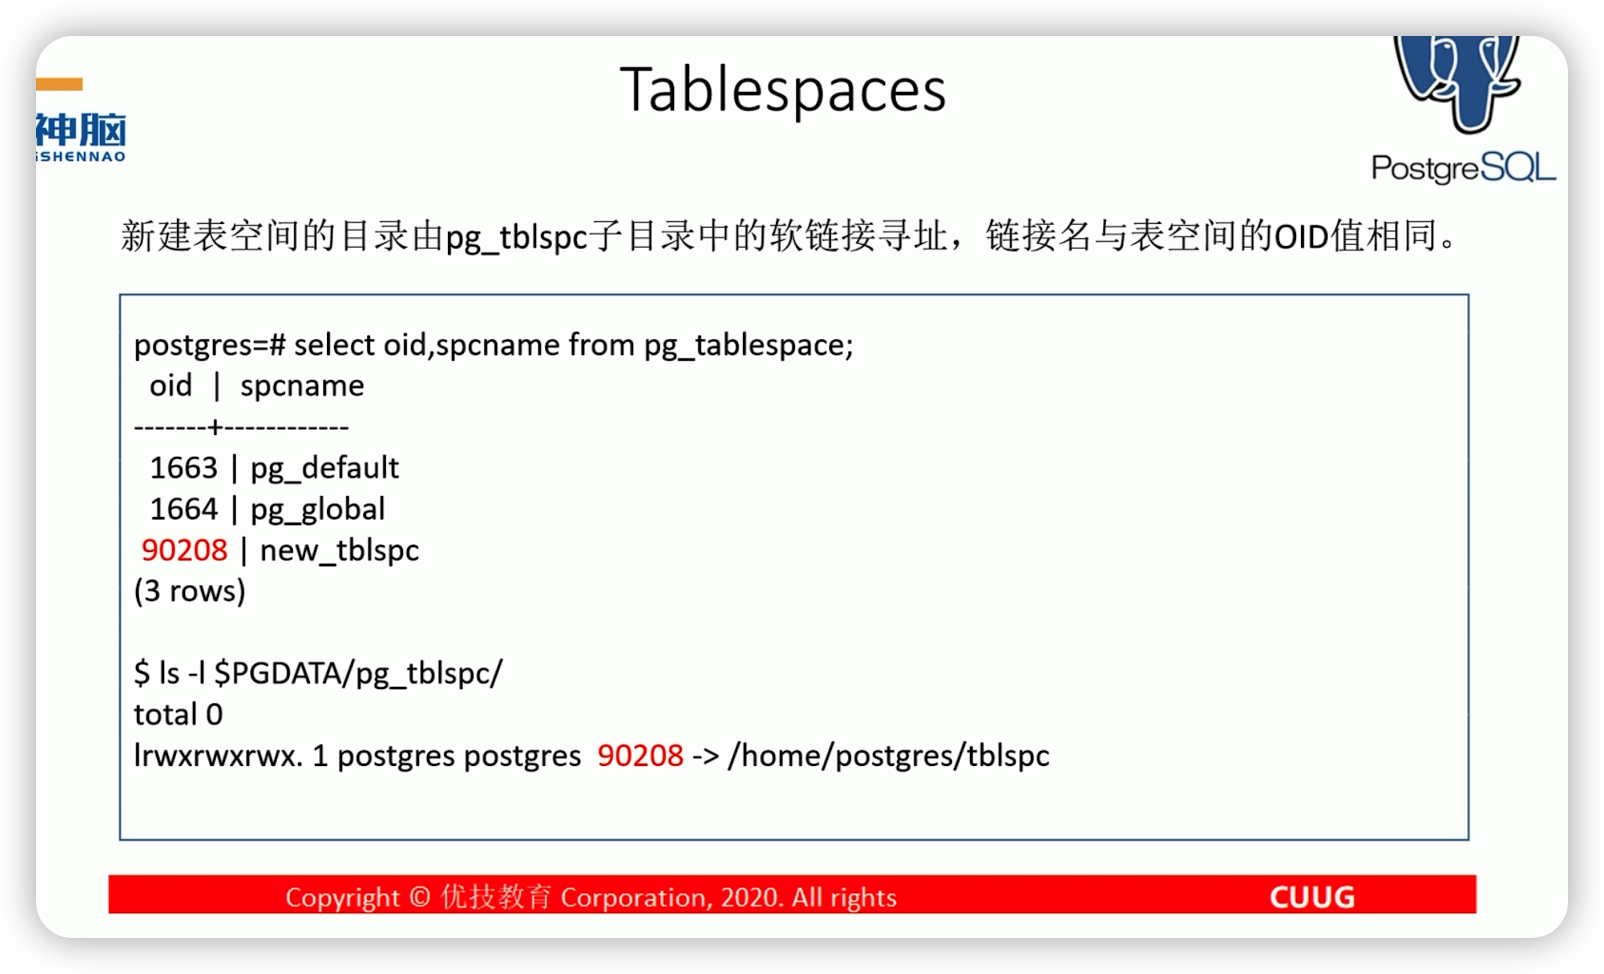 Tablespaces
神脑
SHENNAO
PostgreSQL
新建表空间的目录由pg_tblspc子目录中的软链接寻址，链接名与表空间的OID值相同。
postgres=# select oid,spcname from pg_tablespace;
oid | spcname
-------+------------
1663 | pg_default
1664 | pg_global
90208 | new_tblspc
(3 rows)
$ ls -l $PGDATA/pg_tblspc/
total 0
lrwxrwxrwx. 1 postgres postgres 90208 -> /home/postgres/tblspc
Copyright © 优技教育 Corporation, 2020. All rights
CUUG